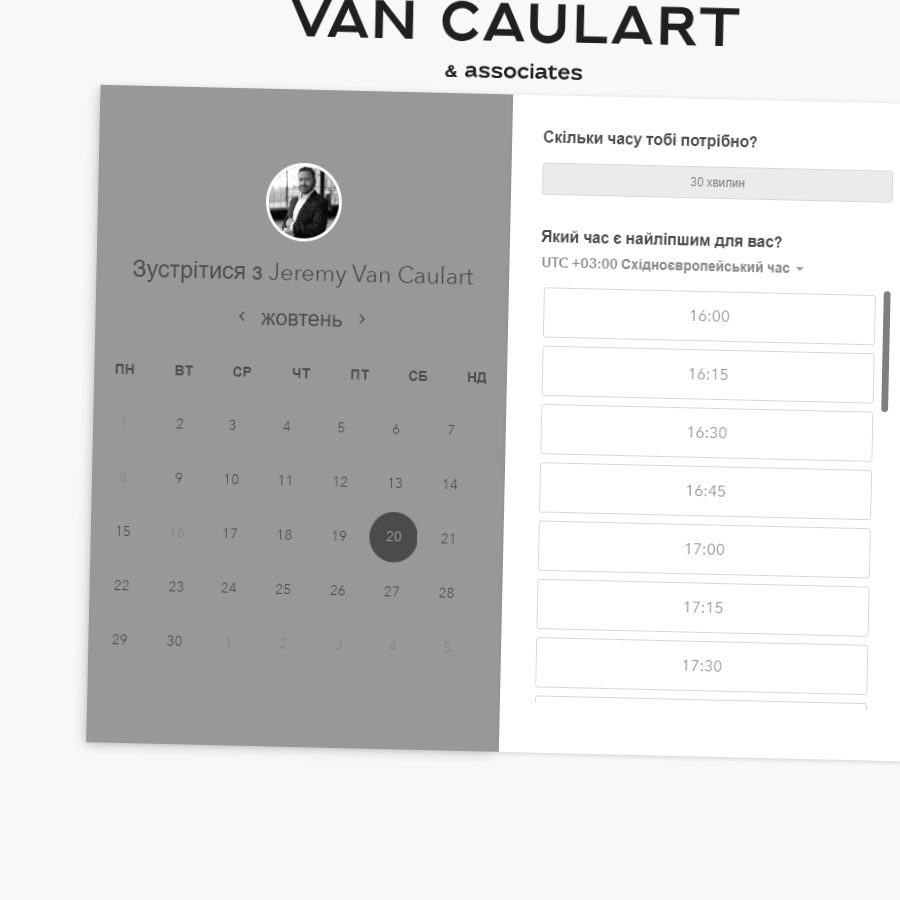 VAN CAULART
& associates
Зустрітися з Jeremy Van Caulart
жовтень
ПН ВТ СР ЧТ ПТ СБ НД
1 2 3 4 5 6 7
8 9 10 11 12 13 14
15 16 17 18 19 20 21
22 23 24 25 26 27 28
29 30 1 2 3 4 5
Скільки часу тобі потрібно?
30 хвилин
Який час є найліпшим для вас?
UTC +03:00 Східноєвропейський час
16:00
16:15
16:30
16:45
17:00
17:15
17:30